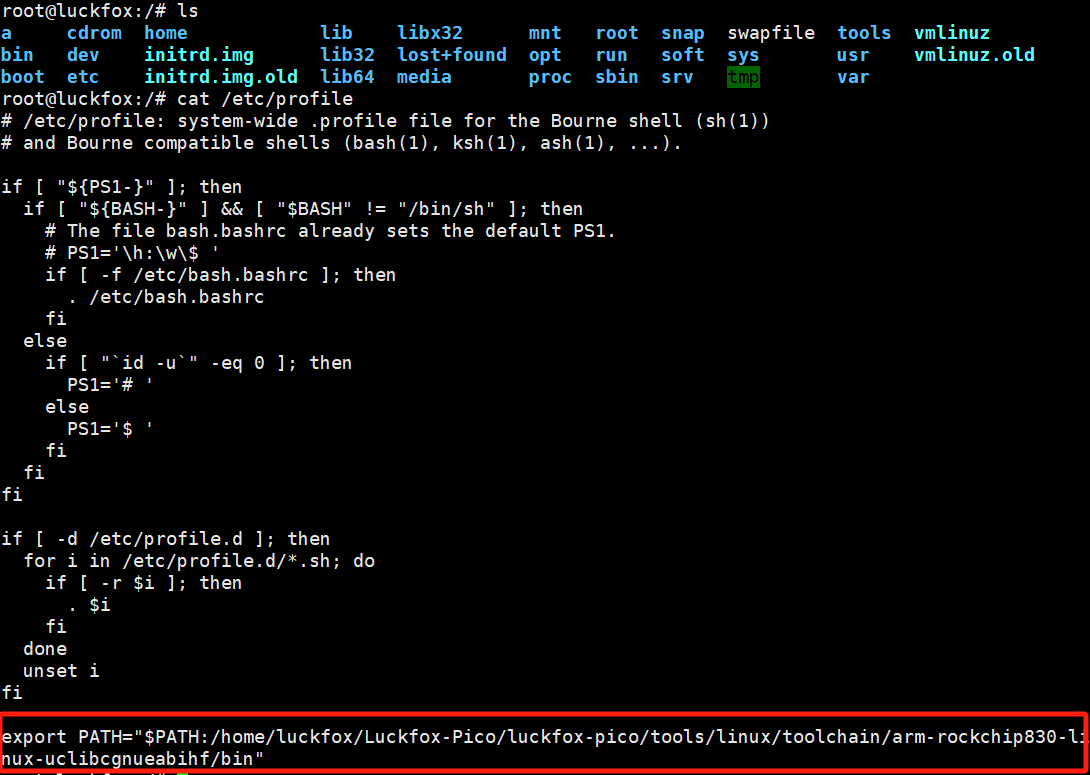 root@luckfox:/# ls
a     cdrom  home            lib    libx32      mnt   root  snap  swapfile  tools  vmlinuz
bin   dev    initrd.img      lib32  lost+found  opt   run   soft  sys       usr    vmlinuz.old
boot  etc    initrd.img.old  lib64  media       proc  sbin  srv   tmp       var
root@luckfox:/# cat /etc/profile
# /etc/profile: system-wide .profile file for the Bourne shell (sh(1))
# and Bourne compatible shells (bash(1), ksh(1), ash(1), ...).

if [ "${PS1-}" ]; then
  if [ "${BASH-}" ] && [ "$BASH" != "/bin/sh" ]; then
    # The file bash.bashrc already sets the default PS1.
    # PS1='\h:\w\$ '
    if [ -f /etc/bash.bashrc ]; then
      . /etc/bash.bashrc
    fi
  else
    if [ "`id -u`" -eq 0 ]; then
      PS1='# '
    else
      PS1='$ '
    fi
  fi
fi

if [ -d /etc/profile.d ]; then
  for i in /etc/profile.d/*.sh; do
    if [ -r $i ]; then
      . $i
    fi
  done
  unset i
fi

export PATH="$PATH:/home/luckfox/Luckfox-Pico/luckfox-pico/tools/linux/toolchain/arm-rockchip830-li
nux-uclibcgnueabihf/bin"